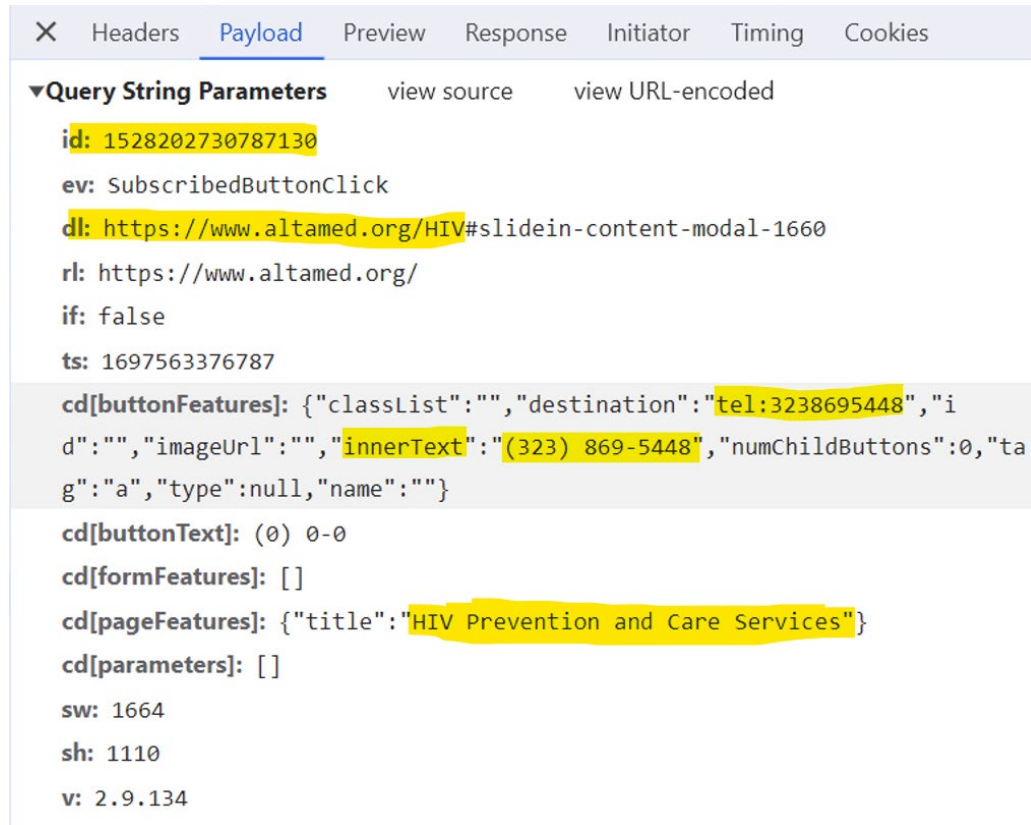 Headers Payload Preview Response Initiator Timing Cookies
▼Query String Parameters view source view URL-encoded
id: 1528202730787130
ev: SubscribedButtonClick
dl: https://www.altamed.org/HIV#slidein-content-modal-1660
rl: https://www.altamed.org/
if: false
ts: 1697563376787
cd[buttonFeatures]: {"classList":"","destination":"tel:3238695448","i
d":"","imageUrl":"","innerText":"(323) 869-5448","numChildButtons":0,"ta
g":"a","type":null,"name":""}
cd[buttonText]: (0) 0-0
cd[formFeatures]: []
cd[pageFeatures]: {"title":"HIV Prevention and Care Services"}
cd[parameters]: []
sw: 1664
sh: 1110
v: 2.9.134